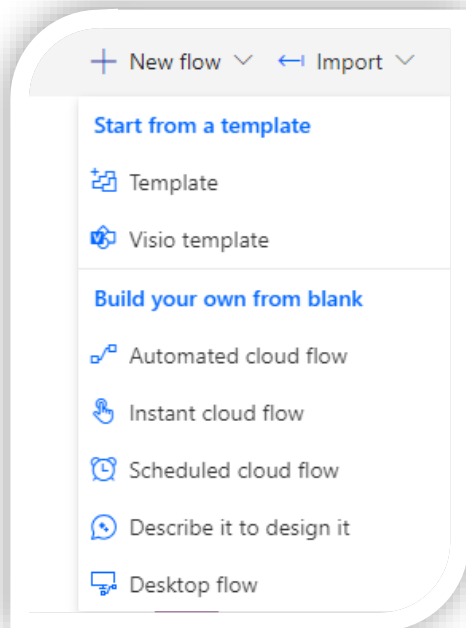 New flow Import
Start from a template
Template
Visio template
Build your own from blank
Automated cloud flow
Instant cloud flow
Scheduled cloud flow
Describe it to design it
Desktop flow